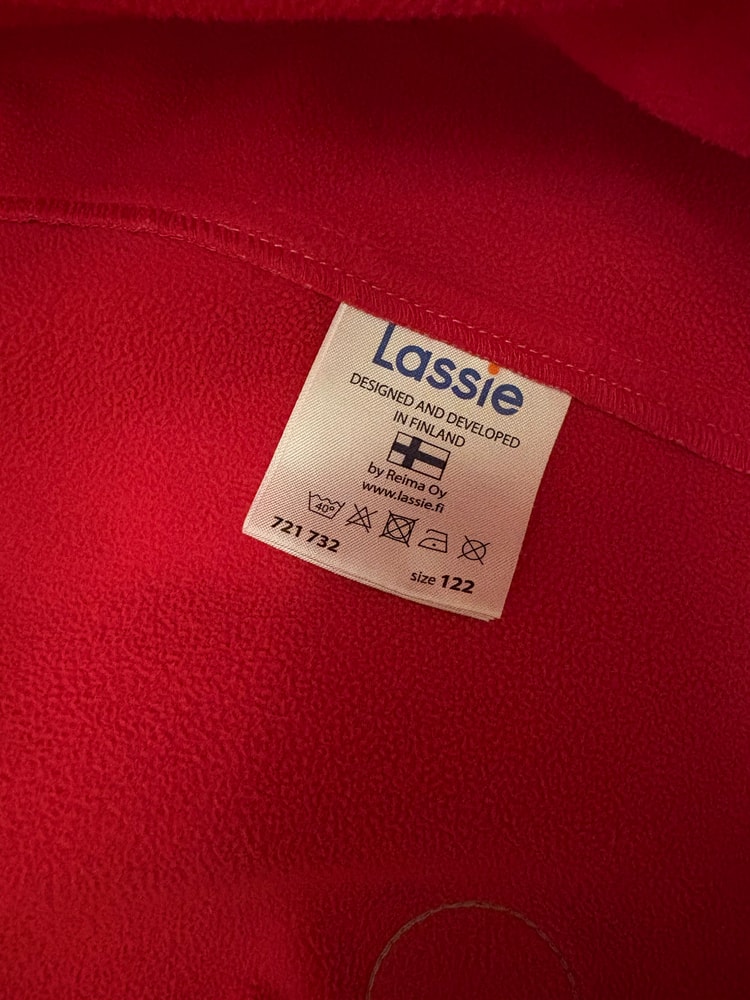 Lassie
DESIGNED AND DEVELOPED
IN FINLAND
by Reima Oy
www.lassie.fi
40°
721 732
size 122